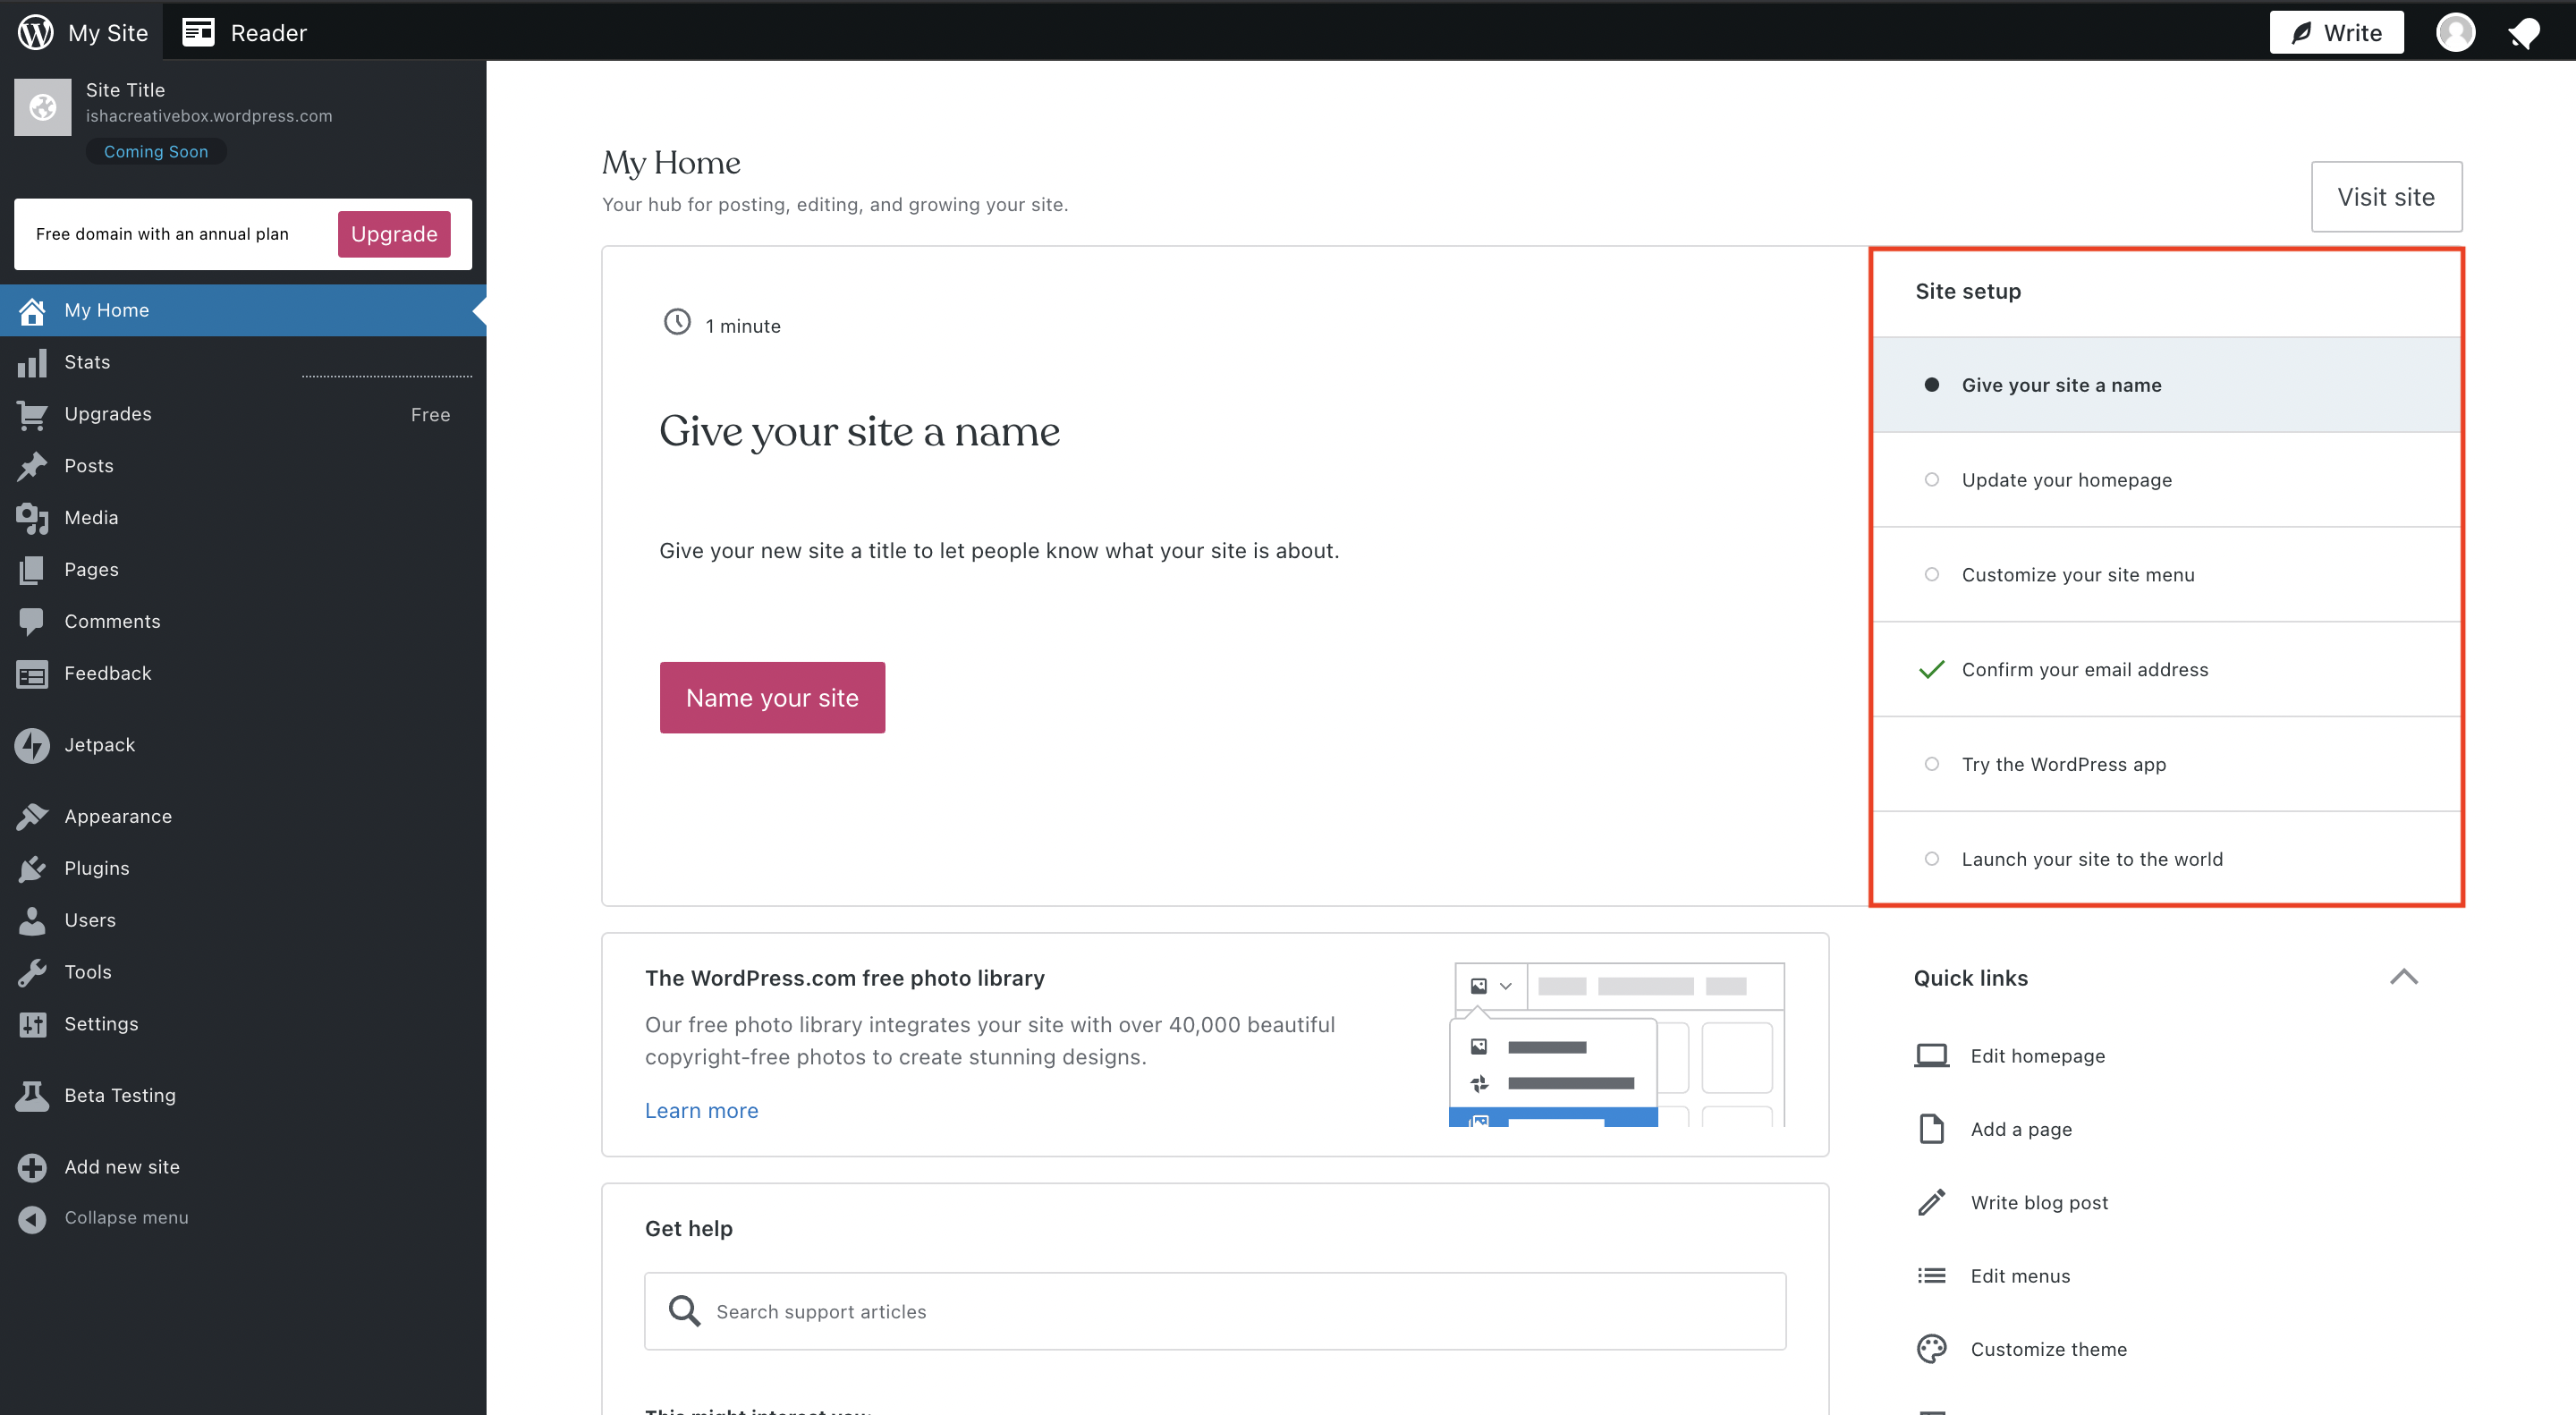 My Site
Reader
Write
Site Title
ishacreativebox.wordpress.com
Coming Soon
Free domain with an annual plan
Upgrade
My Home
Stats
Upgrades
Free
Posts
Media
Pages
Comments
Feedback
Jetpack
Appearance
Plugins
Users
Tools
Settings
Beta Testing
Add new site
Collapse menu
My Home
Your hub for posting, editing, and growing your site.
Visit site
1 minute
Give your site a name
Give your new site a title to let people know what your site is about.
Name your site
Site setup
Give your site a name
Update your homepage
Customize your site menu
Confirm your email address
Try the WordPress app
Launch your site to the world
The WordPress.com free photo library
Our free photo library integrates your site with over 40,000 beautiful
copyright-free photos to create stunning designs.
Learn more
Get help
Search support articles
This might interest you
Quick links
Edit homepage
Add a page
Write blog post
Edit menus
Customize theme